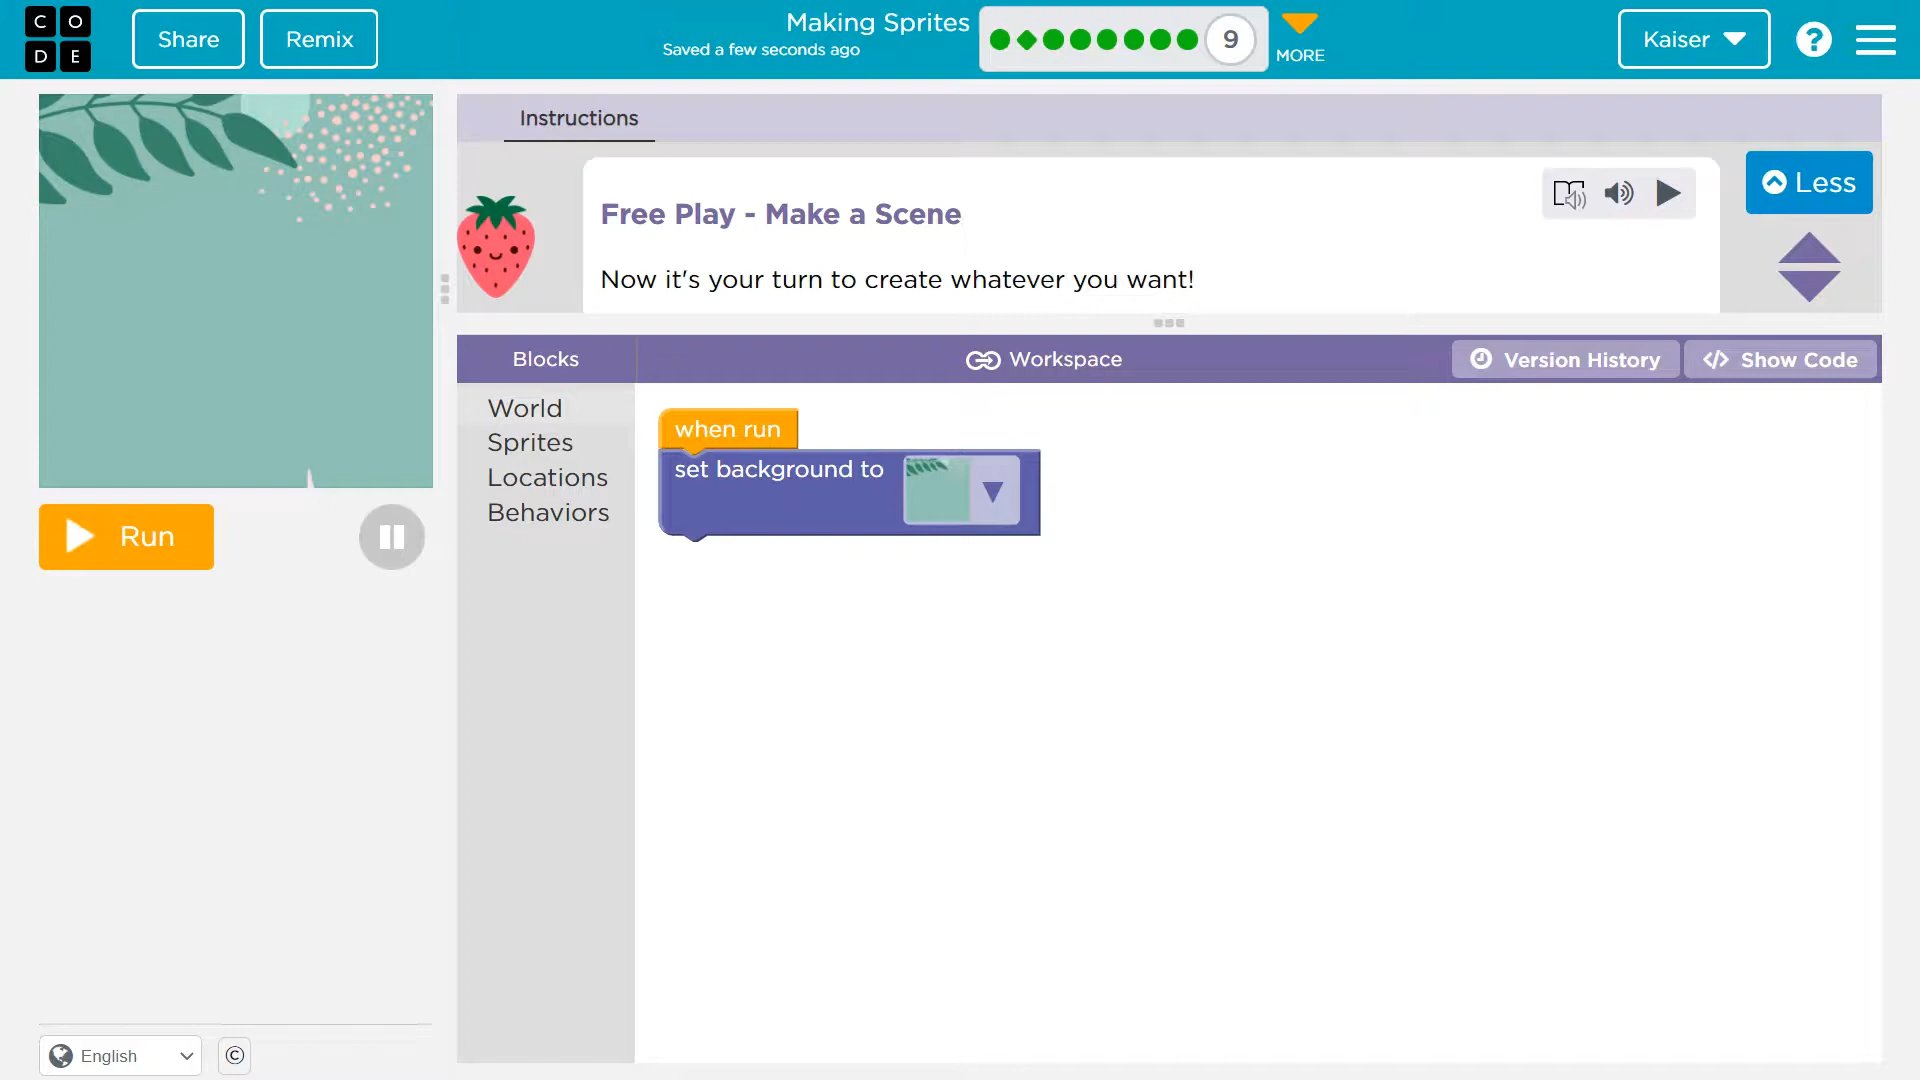 C O
D E
Share
Remix
Making Sprites
Saved a few seconds ago
9
MORE
Kaiser
?
Instructions
Free Play - Make a Scene
Now it's your turn to create whatever you want!
Less
Blocks
Workspace
Version History
</> Show Code
World
Sprites
Locations
Behaviors
when run
set background to
Run
English
©